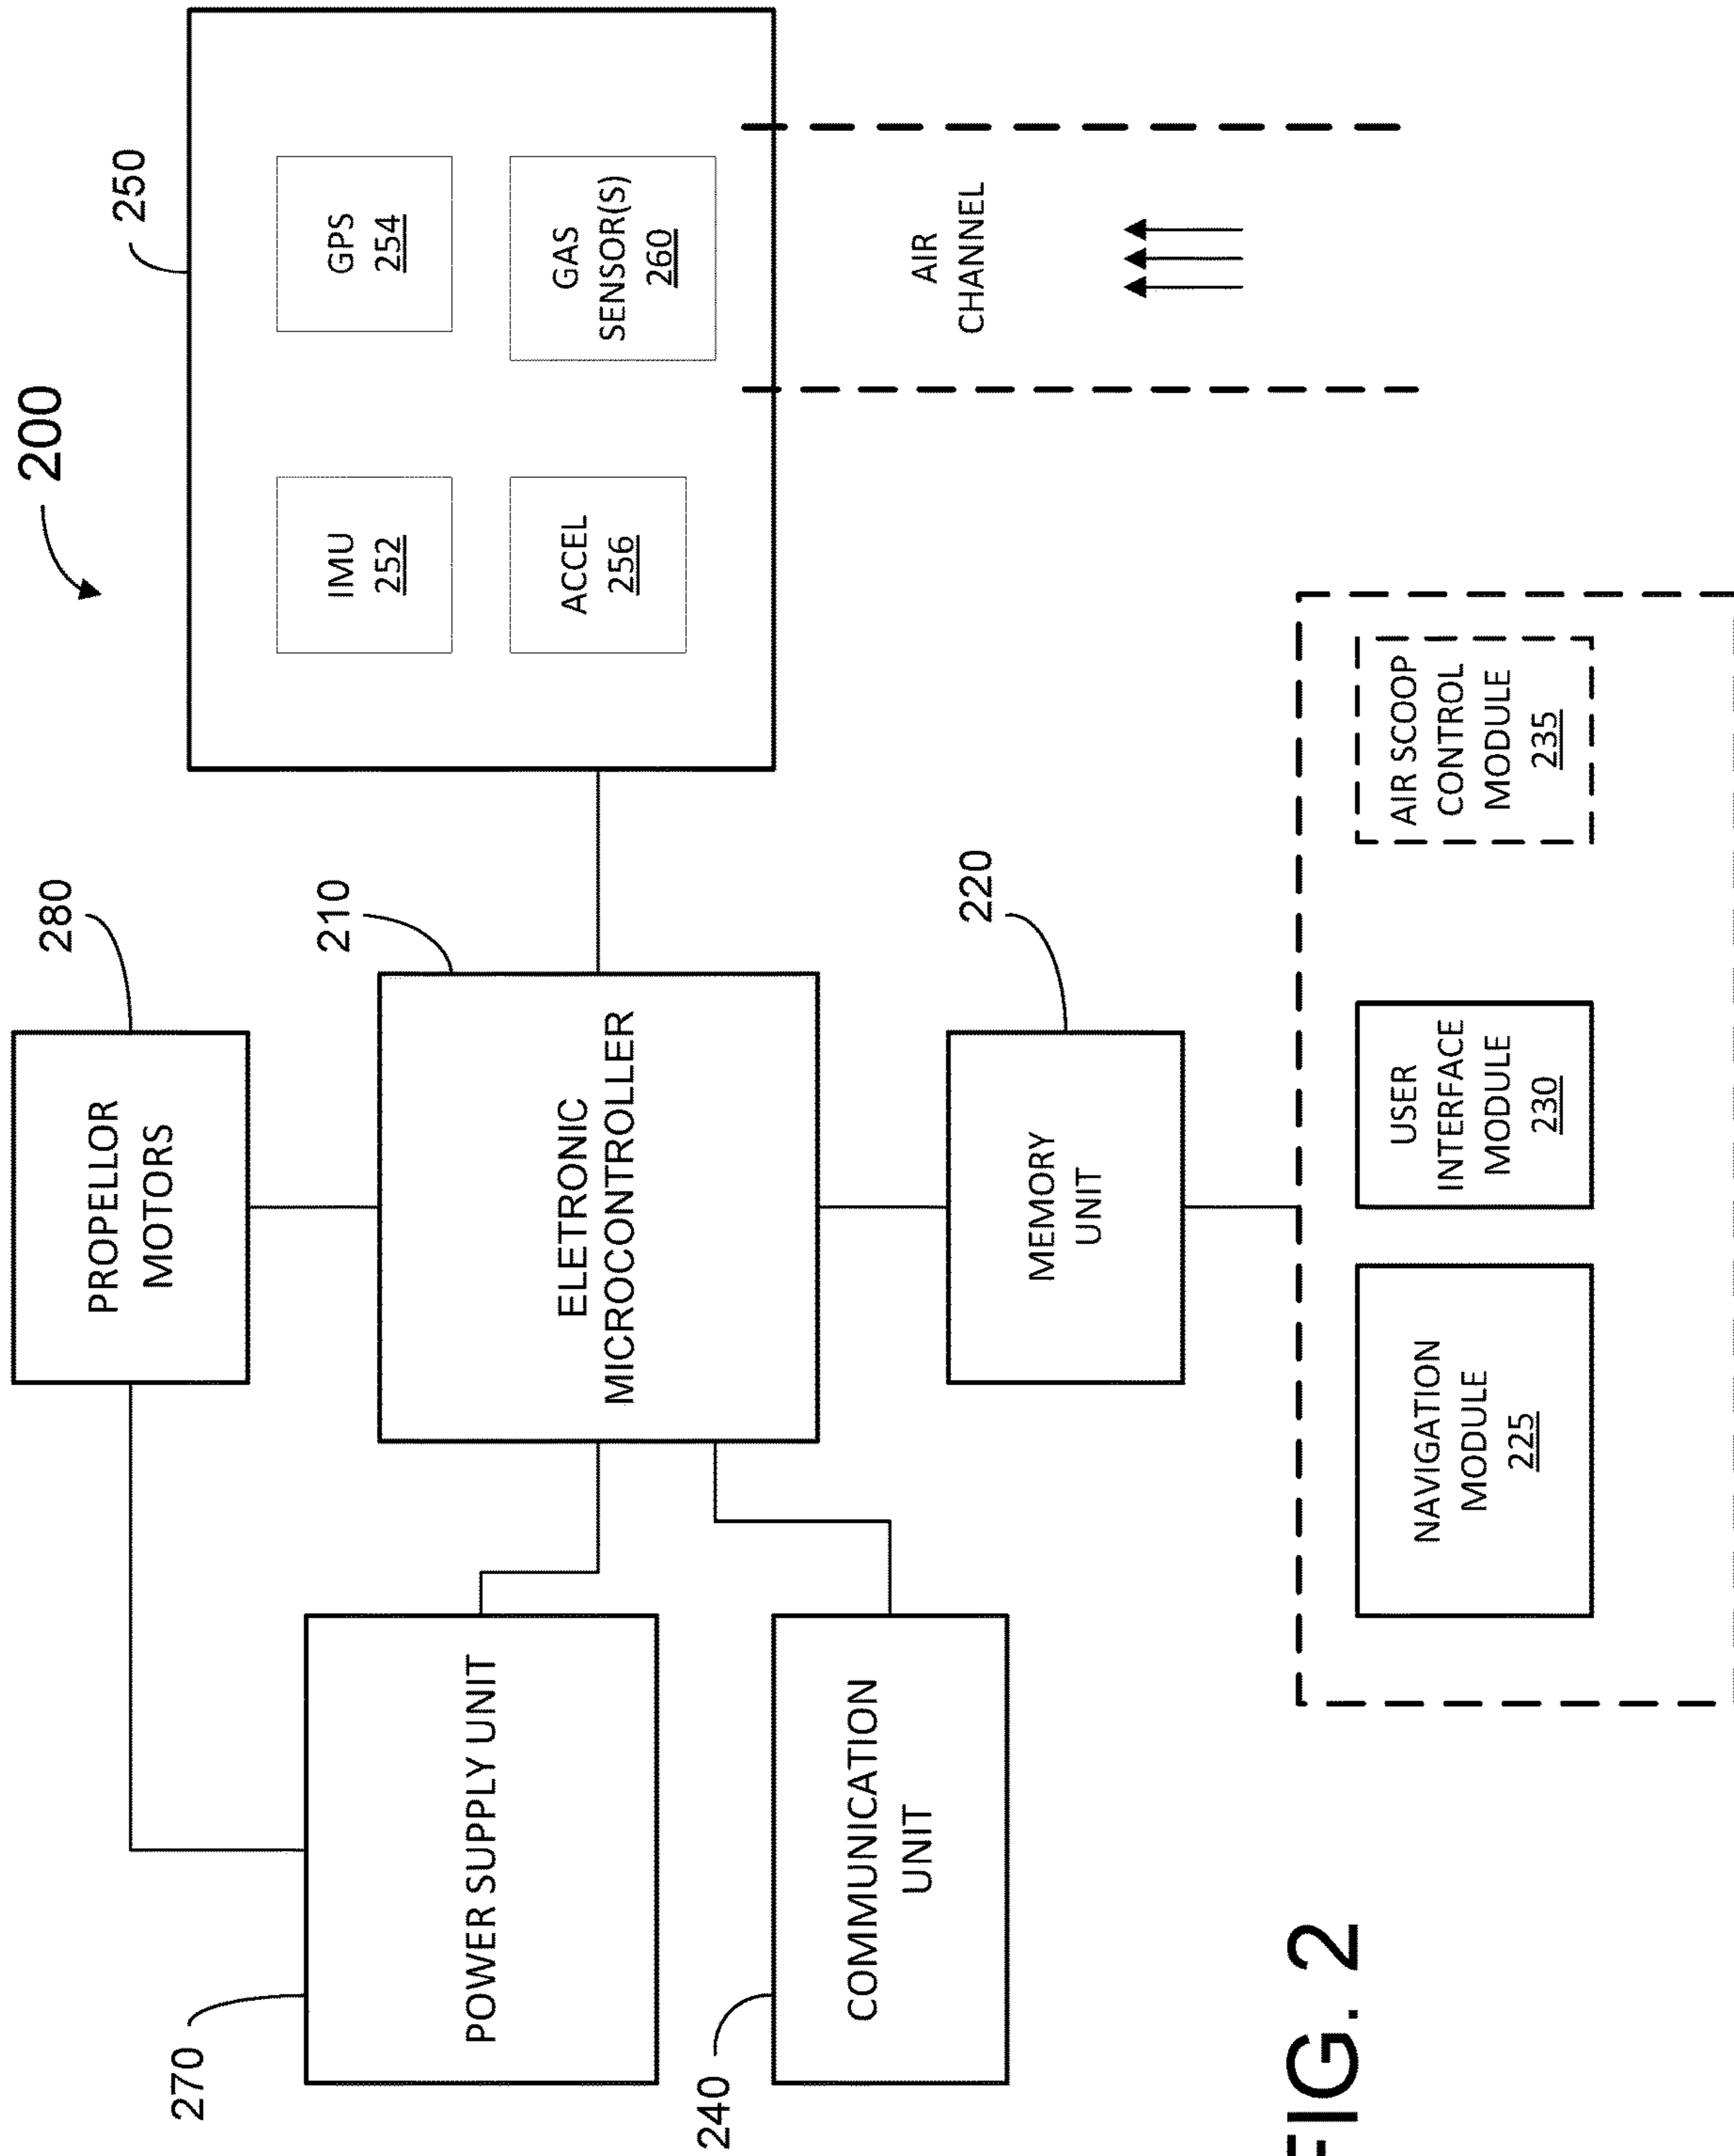 200
280
PROPELLOR
MOTORS
250
IMU
252
GPS
254
ACCEL
256
GAS
SENSOR(S)
260
270
POWER SUPPLY UNIT
210
ELETRONIC
MICROCONTROLLER
240
COMMUNICATION
UNIT
220
MEMORY
UNIT
AIR
CHANNEL
NAVIGATION
MODULE
225
USER
INTERFACE
MODULE
230
AIR SCOOP
CONTROL
MODULE
235
FIG. 2